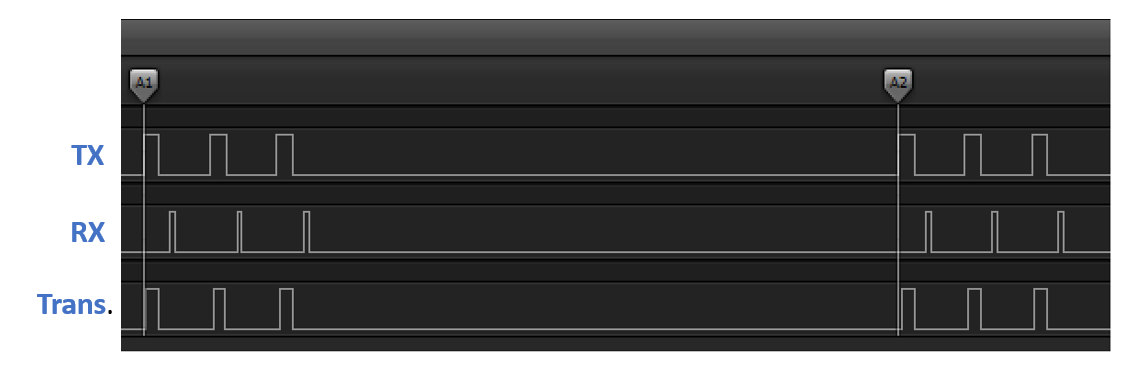 A1 A2
TX
RX
Trans.